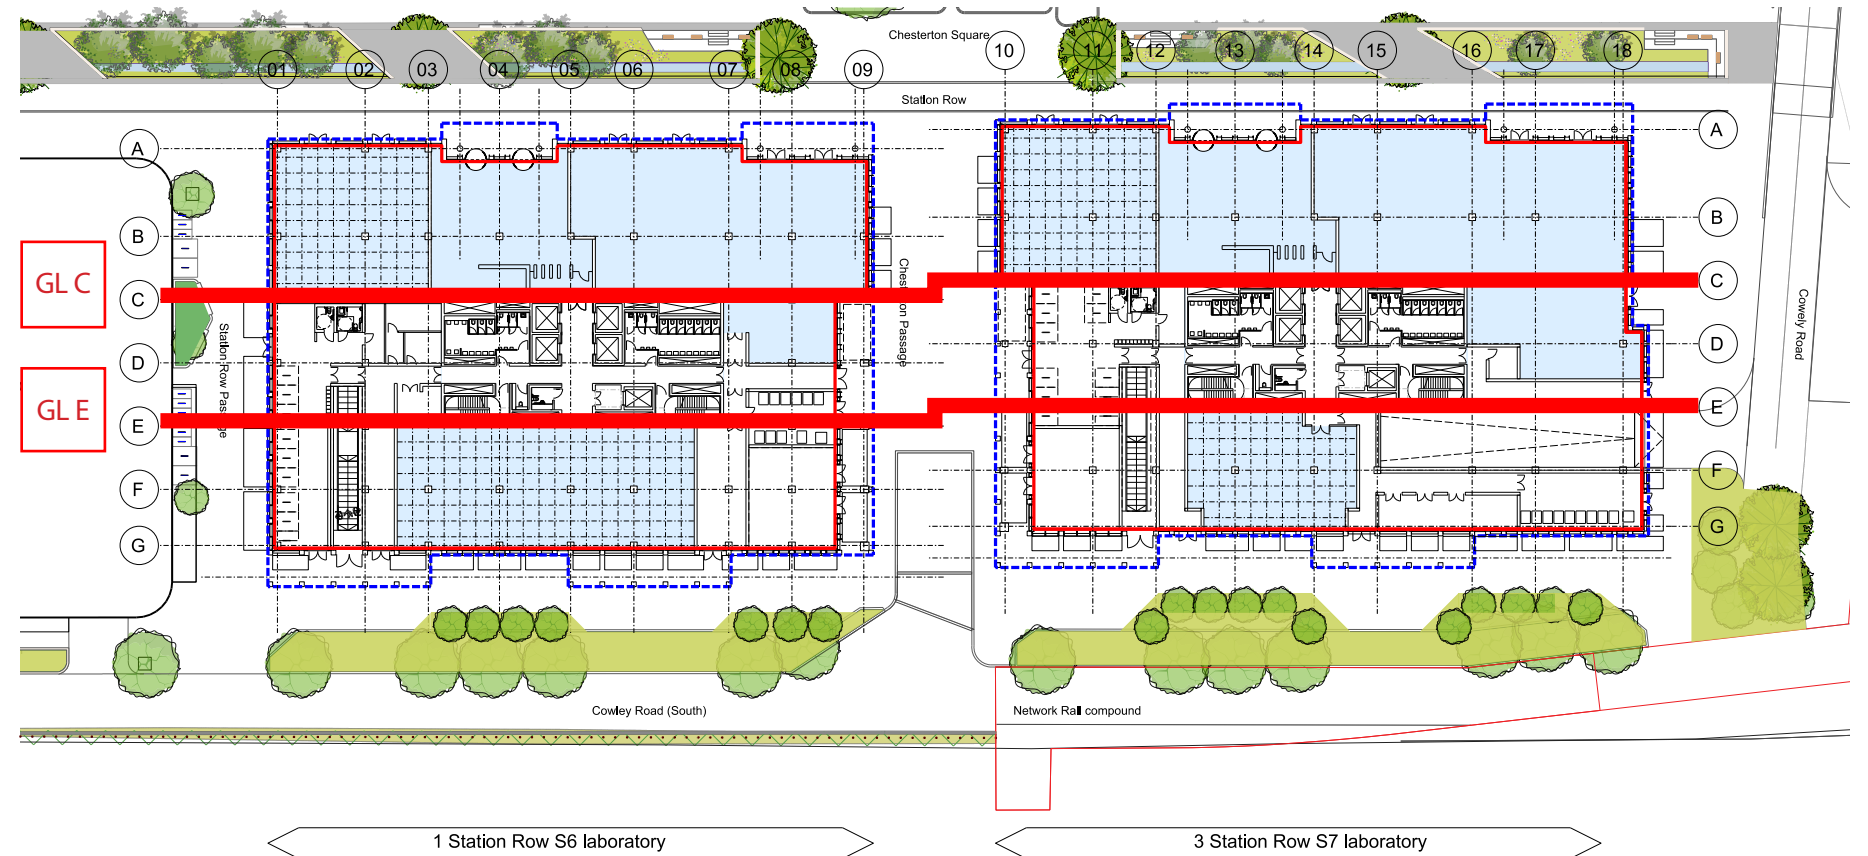 Chesterton Square
01
02
03
04
05
06
07
08
09
10
11
12
13
14
15
16
17
18
Station Row
A
A
B
B
GL C
C
C
Station Row Passage
Chesterton Passage
Cowely Road
D
D
GL E
E
E
F
F
G
G
Cowley Road (South)
Network Rail compound
1 Station Row S6 laboratory
3 Station Row S7 laboratory